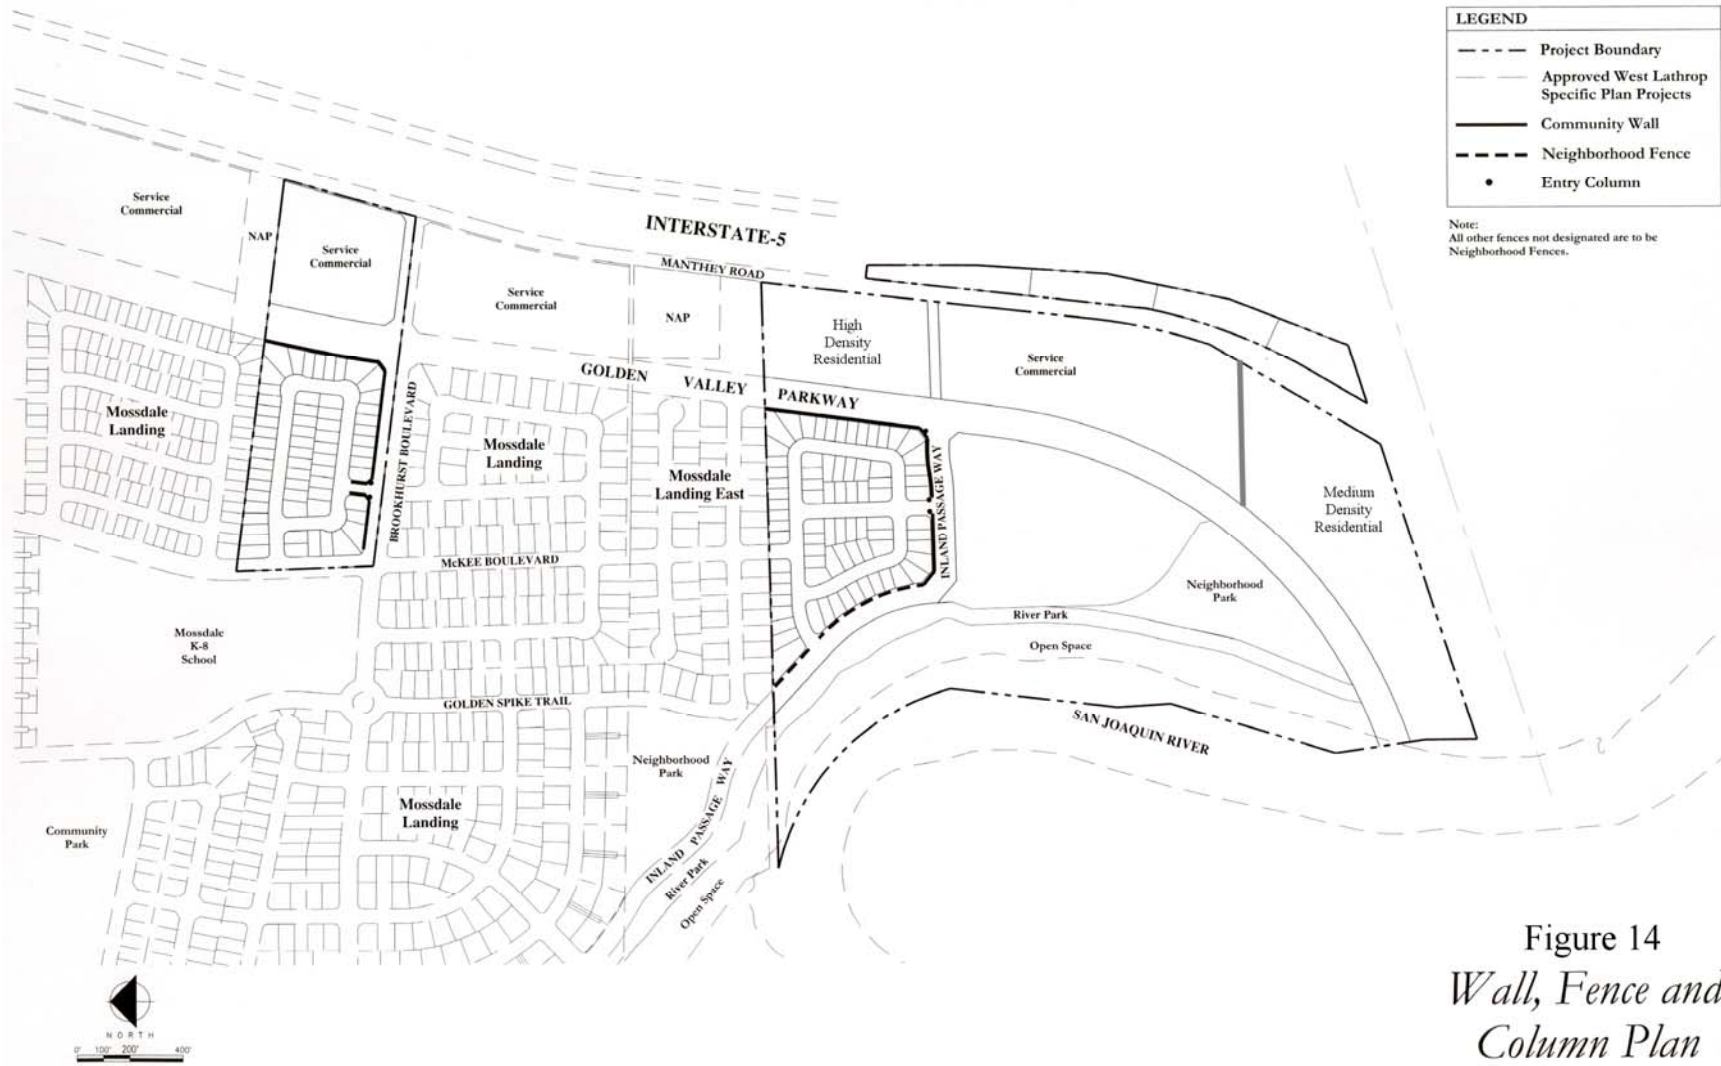 LEGEND
Project Boundary
Approved West Lathrop
Specific Plan Projects
Community Wall
Neighborhood Fence
Entry Column
Note:
All other fences not designated are to be
Neighborhood Fences.
Service
Commercial
NAP
Service
Commercial
INTERSTATE-5
MANTHEY ROAD
Service
Commercial
NAP
High
Density
Residential
Service
Commercial
GOLDEN VALLEY PARKWAY
Mossdale
Landing
BROOKHURST BOULEVARD
Mossdale
Landing
Mossdale
Landing East
INLAND PASSAGE WAY
Medium
Density
Residential
McKEE BOULEVARD
Neighborhood
Park
River Park
Open Space
Mossdale
K-8
School
GOLDEN SPIKE TRAIL
SAN JOAQUIN RIVER
Neighborhood
Park
Mossdale
Landing
INLAND PASSAGE WAY
River Park
Open Space
Community
Park
NORTH
0' 100' 200' 400'
Figure 14
Wall, Fence and
Column Plan